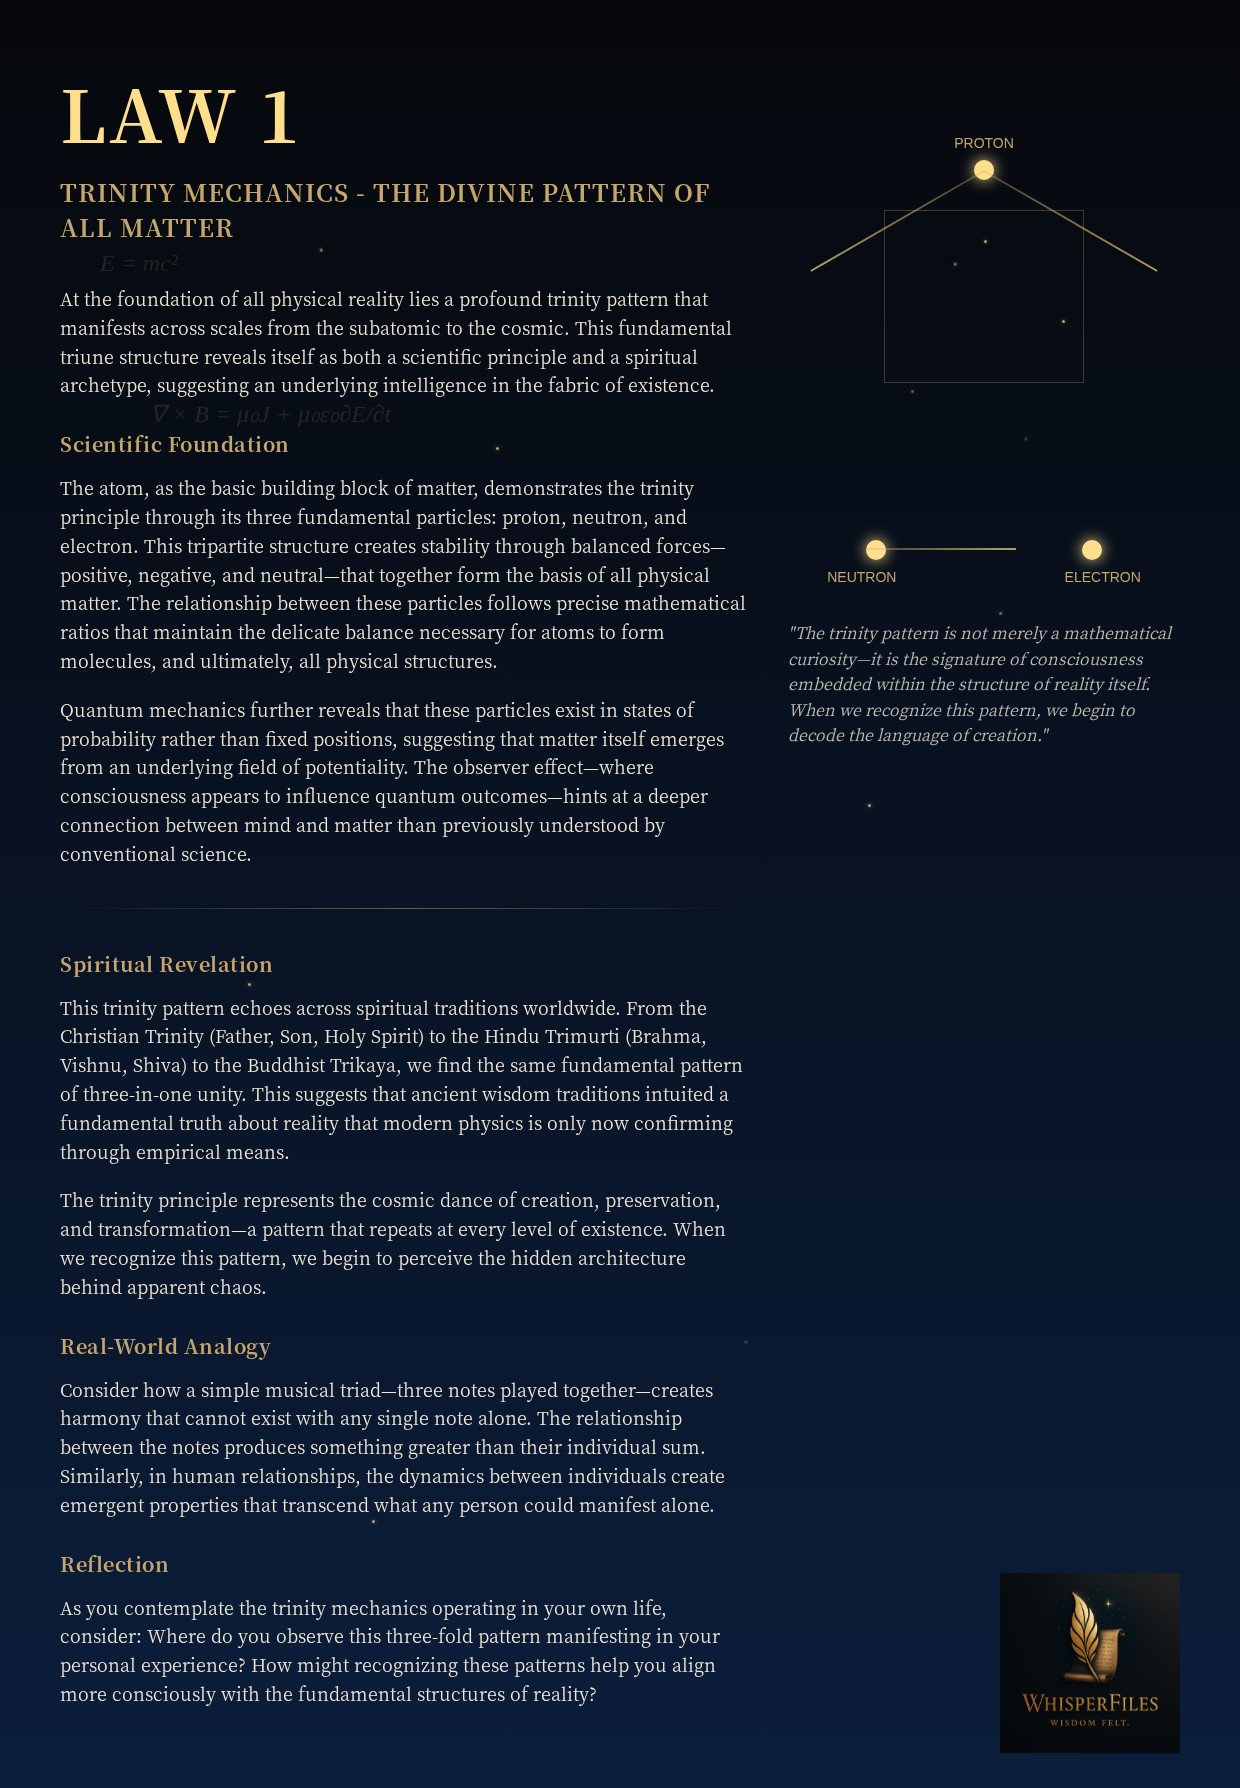 LAW 1
TRINITY MECHANICS - THE DIVINE PATTERN OF
ALL MATTER
E = mc²
At the foundation of all physical reality lies a profound trinity pattern that
manifests across scales from the subatomic to the cosmic. This fundamental
triune structure reveals itself as both a scientific principle and a spiritual
archetype, suggesting an underlying intelligence in the fabric of existence.
∇ × B = μ₀J + μ₀ε₀∂E/∂t
Scientific Foundation
The atom, as the basic building block of matter, demonstrates the trinity
principle through its three fundamental particles: proton, neutron, and
electron. This tripartite structure creates stability through balanced forces—
positive, negative, and neutral—that together form the basis of all physical
matter. The relationship between these particles follows precise mathematical
ratios that maintain the delicate balance necessary for atoms to form
molecules, and ultimately, all physical structures.
Quantum mechanics further reveals that these particles exist in states of
probability rather than fixed positions, suggesting that matter itself emerges
from an underlying field of potentiality. The observer effect—where
consciousness appears to influence quantum outcomes—hints at a deeper
connection between mind and matter than previously understood by
conventional science.
Spiritual Revelation
This trinity pattern echoes across spiritual traditions worldwide. From the
Christian Trinity (Father, Son, Holy Spirit) to the Hindu Trimurti (Brahma,
Vishnu, Shiva) to the Buddhist Trikaya, we find the same fundamental pattern
of three-in-one unity. This suggests that ancient wisdom traditions intuited a
fundamental truth about reality that modern physics is only now confirming
through empirical means.
The trinity principle represents the cosmic dance of creation, preservation,
and transformation—a pattern that repeats at every level of existence. When
we recognize this pattern, we begin to perceive the hidden architecture
behind apparent chaos.
Real-World Analogy
Consider how a simple musical triad—three notes played together—creates
harmony that cannot exist with any single note alone. The relationship
between the notes produces something greater than their individual sum.
Similarly, in human relationships, the dynamics between individuals create
emergent properties that transcend what any person could manifest alone.
Reflection
As you contemplate the trinity mechanics operating in your own life,
consider: Where do you observe this three-fold pattern manifesting in your
personal experience? How might recognizing these patterns help you align
more consciously with the fundamental structures of reality?
PROTON
NEUTRON
ELECTRON
"The trinity pattern is not merely a mathematical
curiosity—it is the signature of consciousness
embedded within the structure of reality itself.
When we recognize this pattern, we begin to
decode the language of creation."
WHISPERFILES
WISDOM FELT.